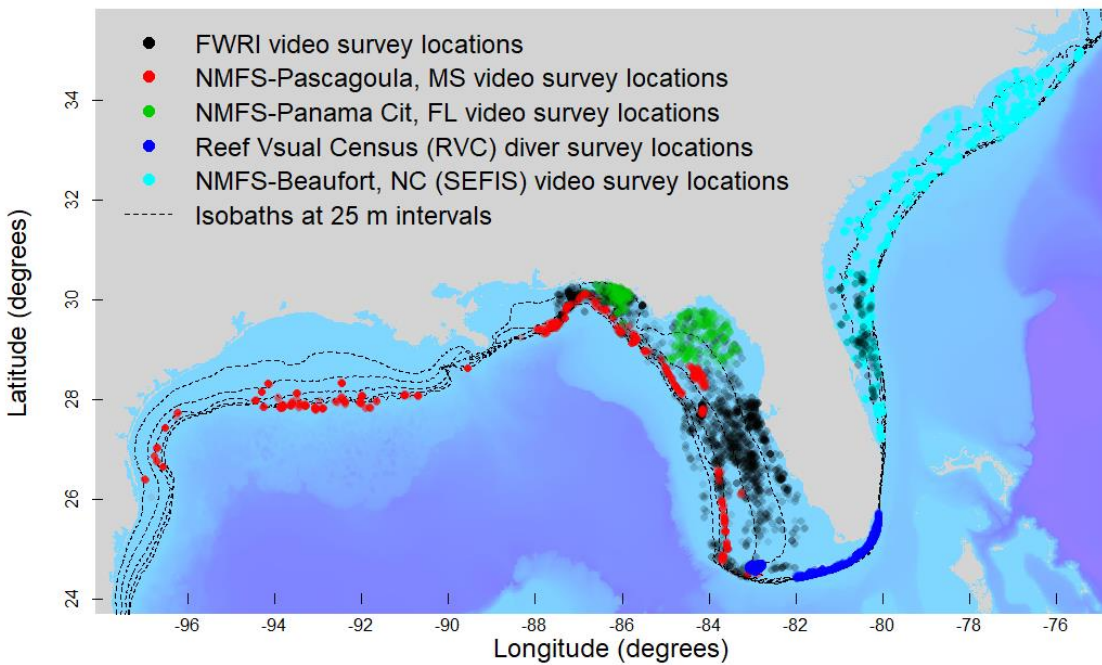 FWRI video survey locations
NMFS-Pascagoula, MS video survey locations
NMFS-Panama Cit, FL video survey locations
Reef Vsual Census (RVC) diver survey locations
NMFS-Beaufort, NC (SEFIS) video survey locations
Isobaths at 25 m intervals
Latitude (degrees)
34
32
30
28
26
24
-96 -94 -92 -90 -88 -86 -84 -82 -80 -78 -76
Longitude (degrees)